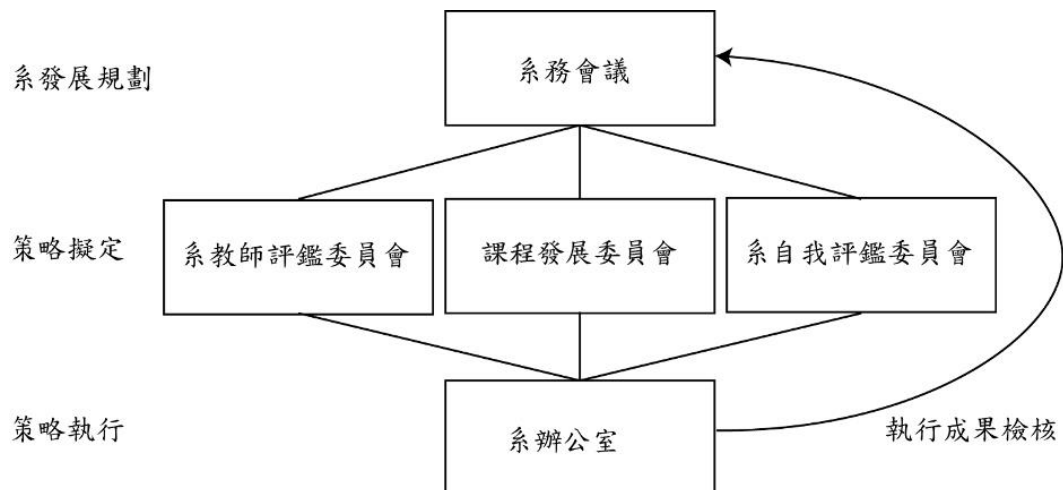 系務會議
系發展規劃
策略擬定
系教師評鑑委員會
課程發展委員會
系自我評鑑委員會
策略執行
系辦公室
執行成果檢核